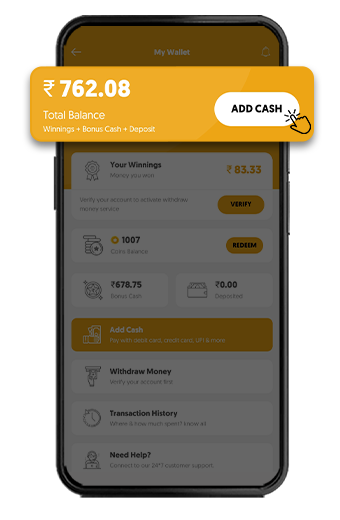 My Wallet
₹ 762.08
ADD CASH
Total Balance
Winnings + Bonus Cash + Deposit
Your Winnings
Money you won
₹ 83.33
Verify your account to activate withdraw
money service
VERIFY
1007
Coins Balance
REDEEM
₹678.75
Bonus Cash
₹0.00
Deposited
Add Cash
Pay with debit card, credit card, UPI & more!
Withdraw Money
Verify your account first
Transaction History
Where & how much spent? know all
Need Help?
Connect to our 24*7 customer support